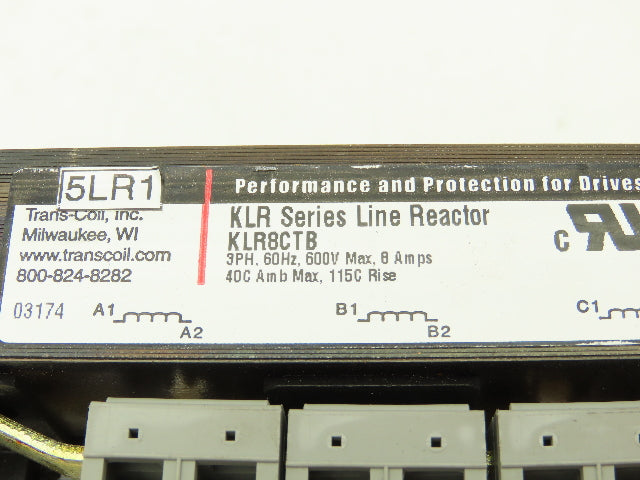 5LR1
Trans-Coil, Inc.
Milwaukee, WI
www.transcoil.com
800-824-8282
03174
Performance and Protection for Drives
KLR Series Line Reactor
KLR8CTB
3PH, 60Hz, 600V Max, 8 Amps
40C Amb Max, 115C Rise
A1
A2
B1
B2
C1
C RU